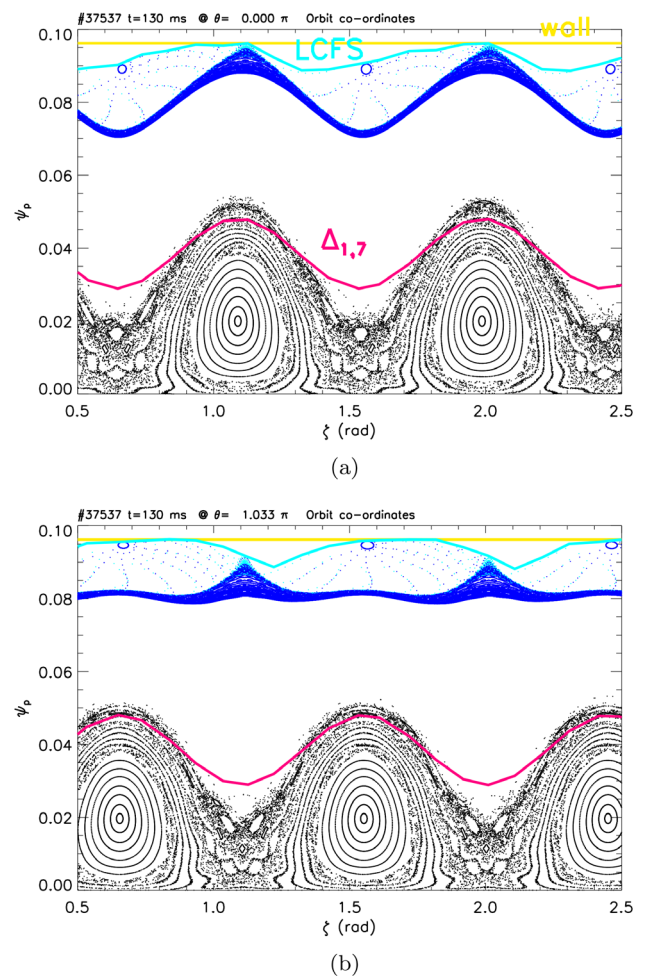 #37537 t=130 ms @ θ= 0.000 π Orbit co-ordinates
wall
LCFS
Δ1,7
0.10
0.08
0.06
0.04
0.02
0.00
ψp
0.5 1.0 1.5 2.0 2.5
ζ (rad)
(a)
#37537 t=130 ms @ θ= 1.033 π Orbit co-ordinates
0.10
0.08
0.06
0.04
0.02
0.00
ψp
0.5 1.0 1.5 2.0 2.5
ζ (rad)
(b)